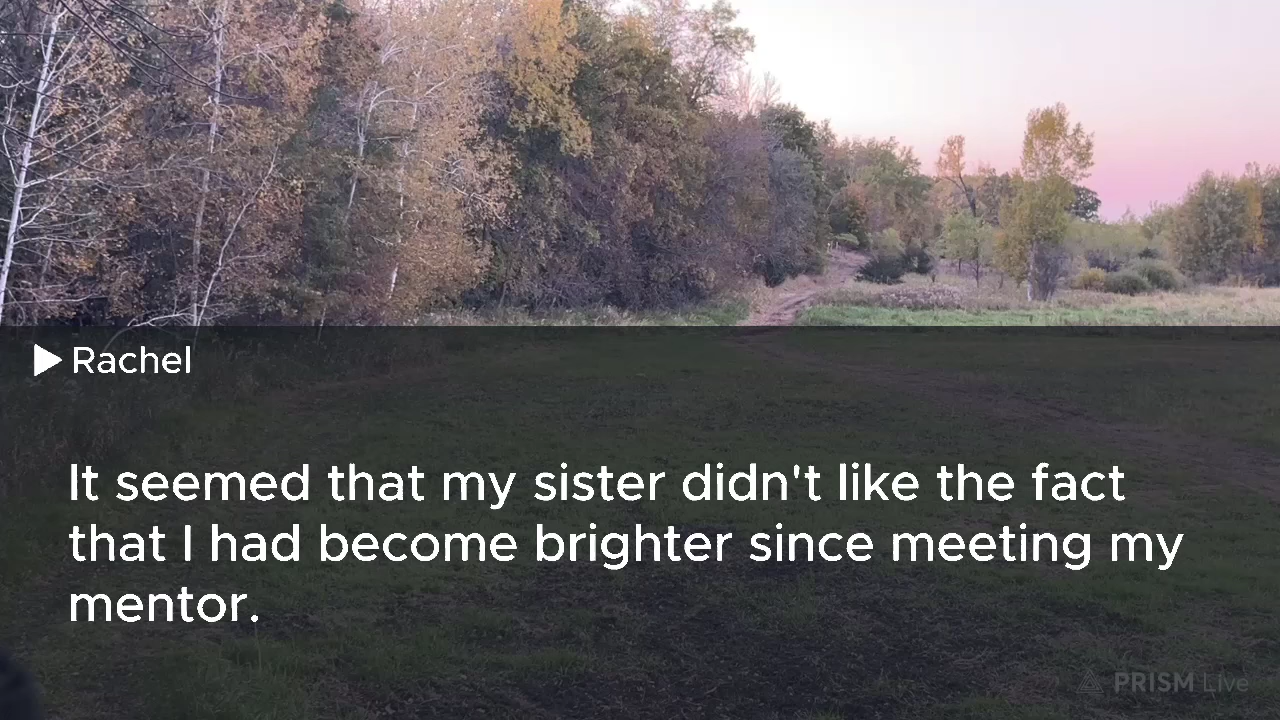 Rachel
It seemed that my sister didn't like the fact
that I had become brighter since meeting my
mentor.
PRISM Live